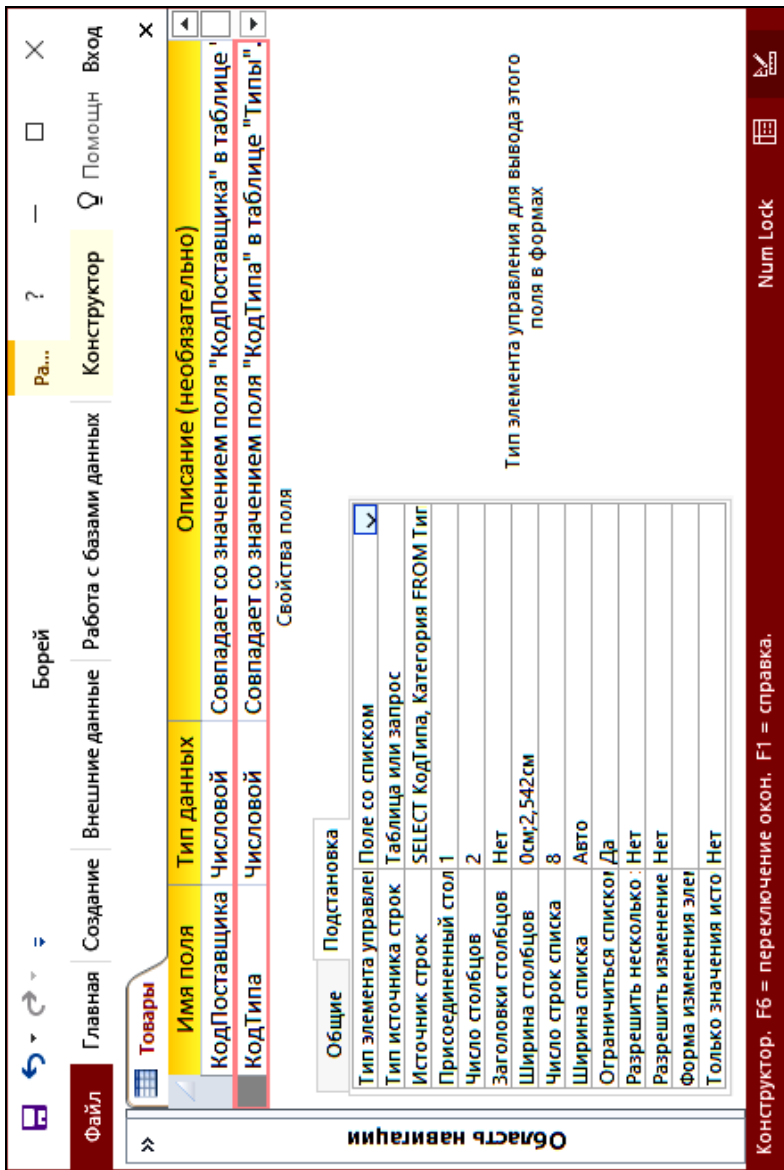 Борей
Ра...
?
Файл
Главная
Создание
Внешние данные
Работа с базами данных
Конструктор
Помощн
Вход
Область навигации
Товары
Имя поля
Тип данных
Описание (необязательно)
КодПоставщика Числовой Совпадает со значением поля "КодПоставщика" в таблице "
КодТипа Числовой Совпадает со значением поля "КодТипа" в таблице "Типы".
Свойства поля
Общие
Подстановка
Тип элемента управлеі Поле со списком
Тип источника строк Таблица или запрос
Источник строк SELECT КодТипа, Категория FROM Тип
Присоединенный стол 1
Число столбцов 2
Заголовки столбцов Нет
Ширина столбцов 0см;2,542см
Число строк списка 8
Ширина списка Авто
Ограничиться списком Да
Разрешить несколько : Нет
Разрешить изменение Нет
Форма изменения элем
Только значения исто Нет
Тип элемента управления для вывода этого
поля в формах
Конструктор. F6 = переключение окон. F1 = справка.
Num Lock